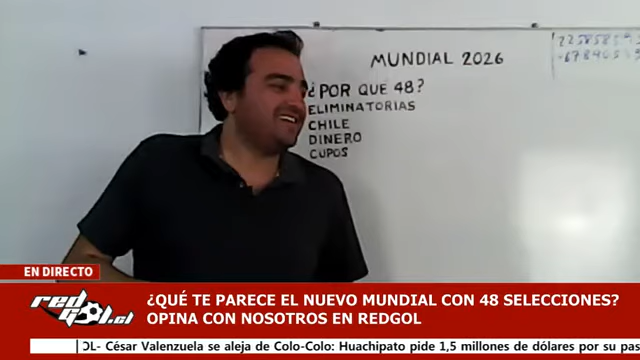 MUNDIAL 2026
¿POR QUE 48?
ELIMINATORIAS
CHILE
DINERO
CUPOS
EN DIRECTO
redgol.cl
¿QUÉ TE PARECE EL NUEVO MUNDIAL CON 48 SELECCIONES?
OPINA CON NOSOTROS EN REDGOL
OL- César Valenzuela se aleja de Colo-Colo: Huachipato pide 1,5 millones de dólares por su pas